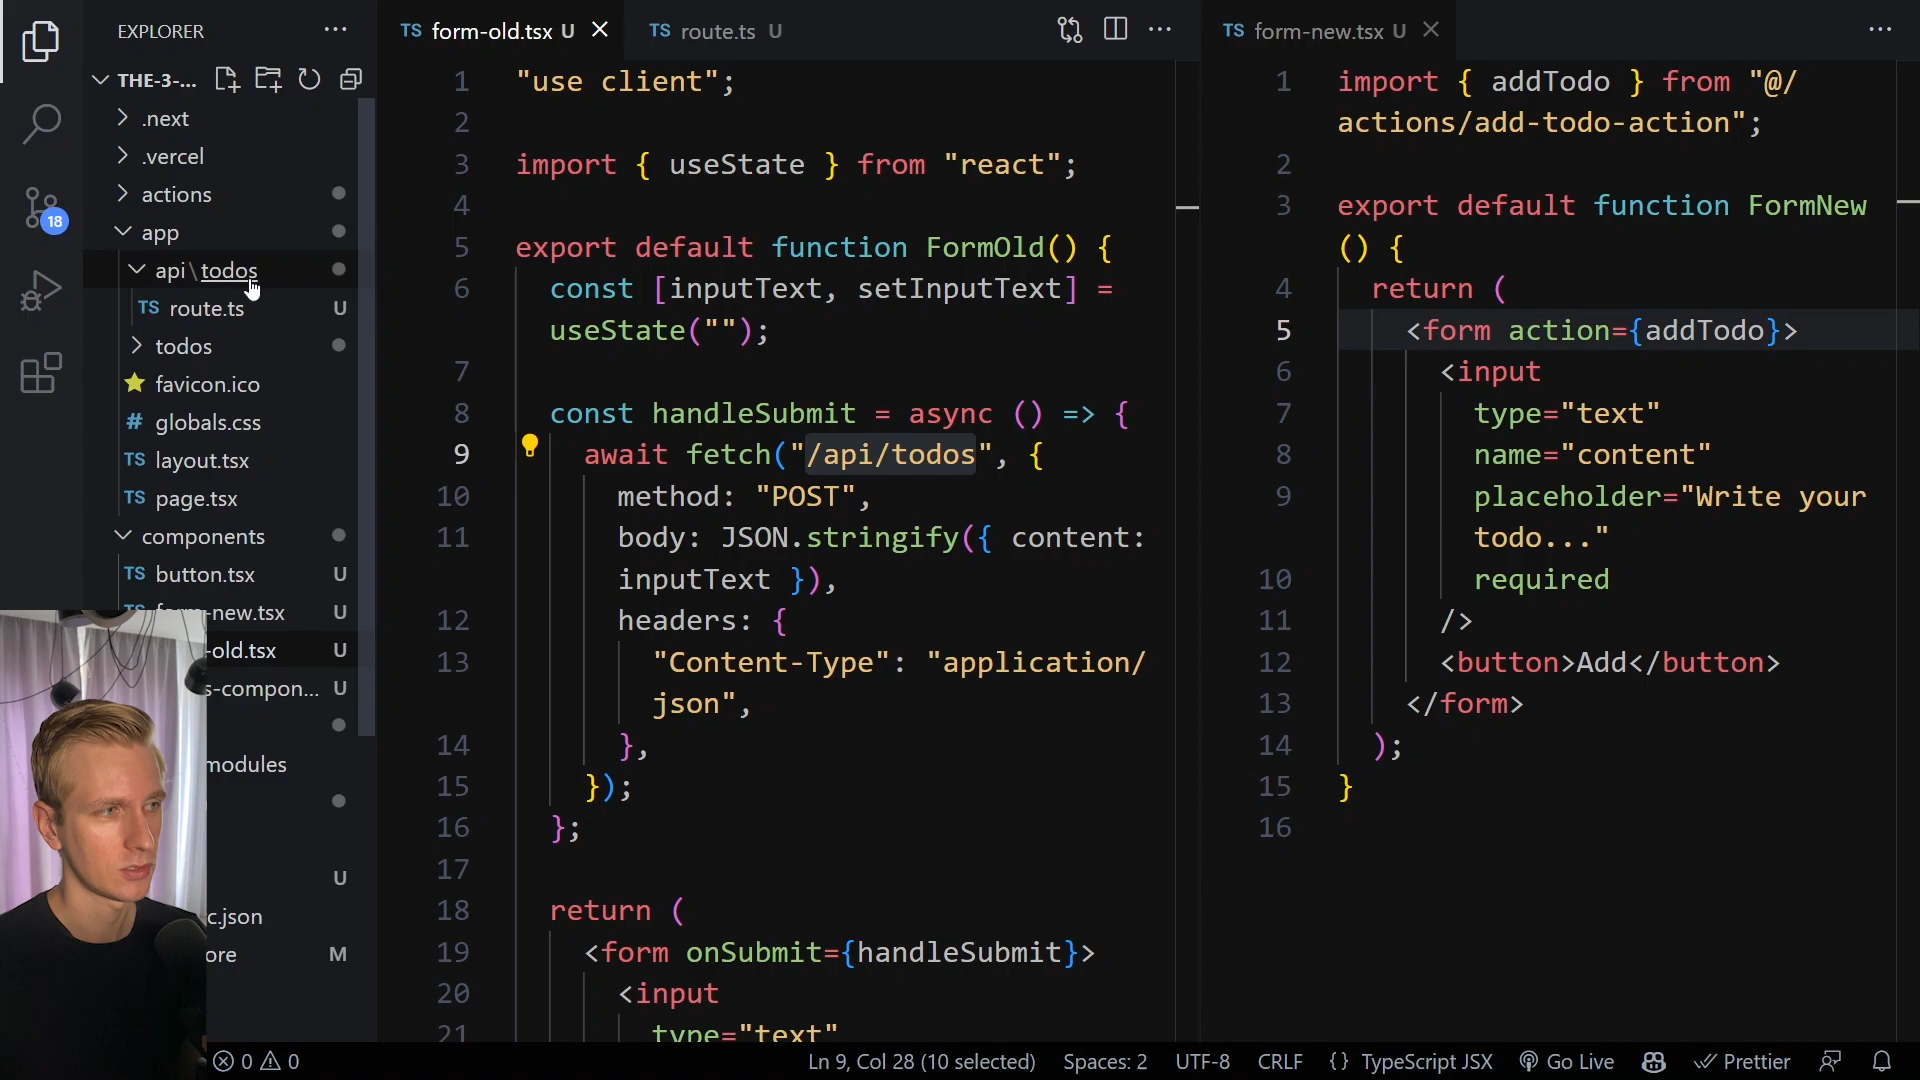 EXPLORER
THE-3-...
.next
.vercel
actions
app
api\todos
TS route.ts U
todos
favicon.ico
# globals.css
TS layout.tsx
TS page.tsx
components
TS button.tsx U
-new.tsx U
-old.tsx U
s-compon... U
modules
U
c.json
ore M
18
TS form-old.tsx U
TS route.ts U
1 "use client";
2
3 import { useState } from "react";
4
5 export default function FormOld() {
6 const [inputText, setInputText] =
useState("");
7
8 const handleSubmit = async () => {
9 await fetch("/api/todos", {
10 method: "POST",
11 body: JSON.stringify({ content:
inputText }),
12 headers: {
13 "Content-Type": "application/
json",
14 },
15 });
16 };
17
18 return (
19 <form onSubmit={handleSubmit}>
20 <input
21 type="text"
TS form-new.tsx U
1 import { addTodo } from "@/
actions/add-todo-action";
2
3 export default function FormNew
() {
4 return (
5 <form action={addTodo}>
6 <input
7 type="text"
8 name="content"
9 placeholder="Write your
todo..."
10 required
11 />
12 <button>Add</button>
13 </form>
14 );
15 }
16
0 0
Ln 9, Col 28 (10 selected) Spaces: 2 UTF-8 CRLF {} TypeScript JSX Go Live Prettier